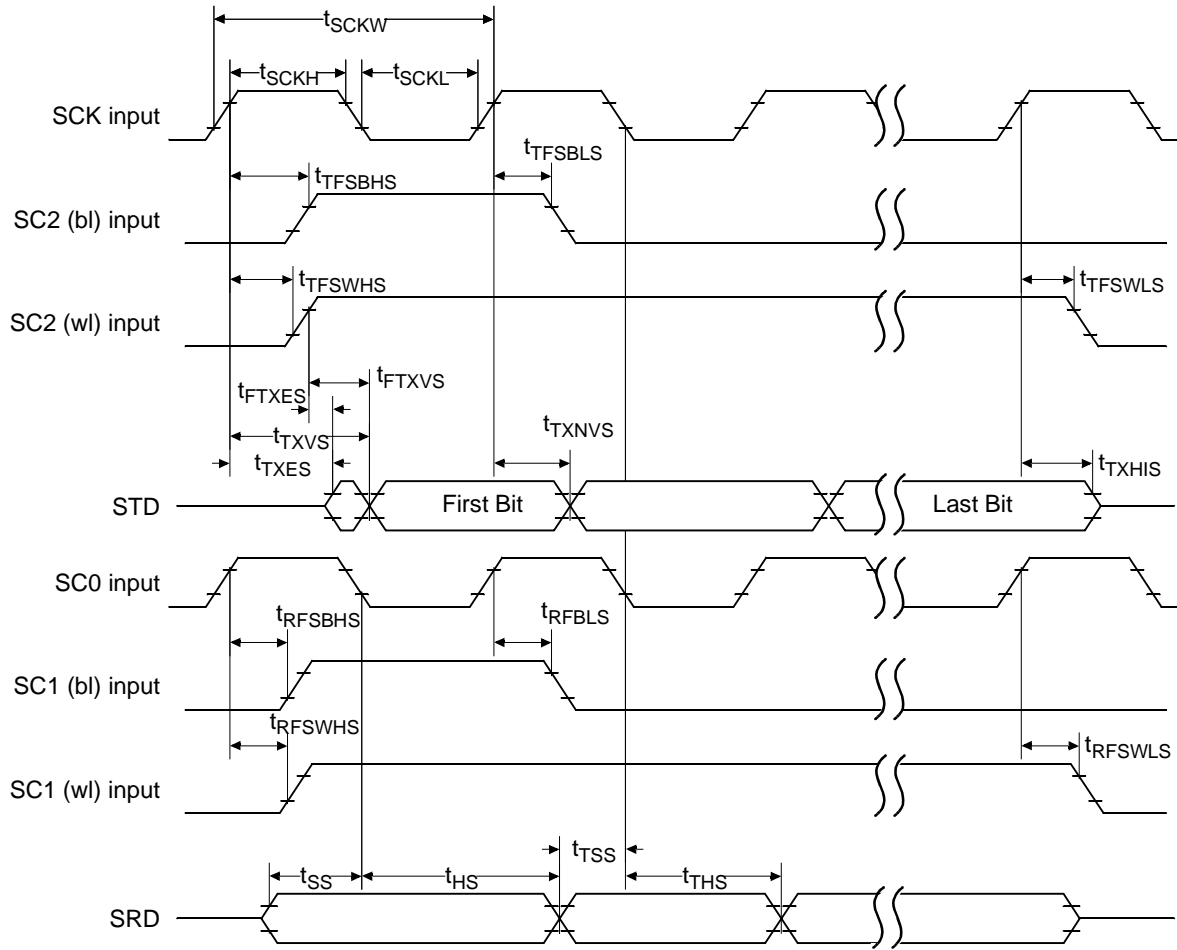 tSCKW
tSCKH
tSCKL
SCK input
tTFSBLS
tTFSBHS
SC2 (bl) input
tTFSWHS
tTFSWLS
SC2 (wl) input
tFTXES
tFTXVS
tTXVS
tTXNVS
tTXES
tTXHIS
STD
First Bit
Last Bit
SC0 input
tRFSBHS
tRFBLS
SC1 (bl) input
tRFSWHS
tRFSWLS
SC1 (wl) input
tTSS
tSS
tHS
tTHS
SRD